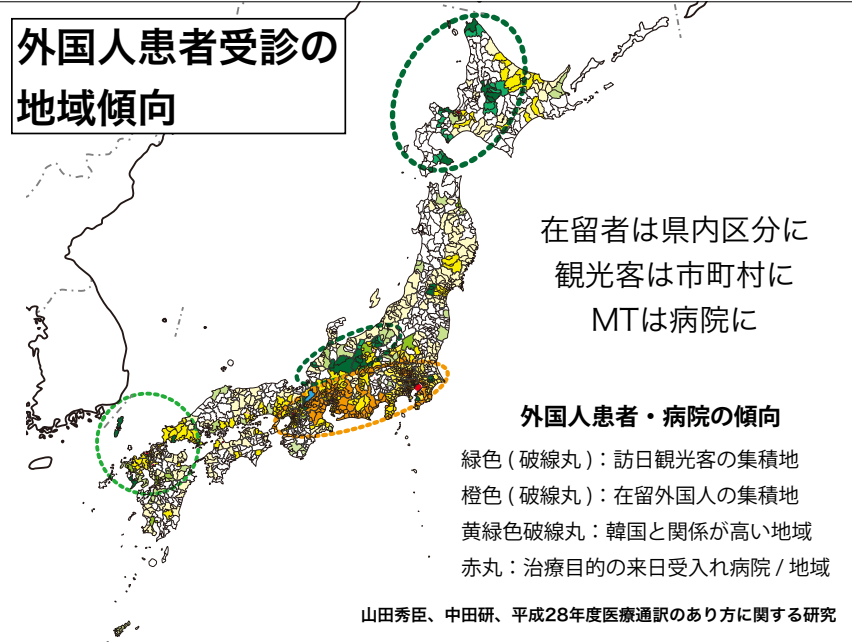 外国人患者受診の
地域傾向
在留者は県内区分に
観光客は市町村に
MTは病院に
外国人患者・病院の傾向
緑色 ( 破線丸 )：訪日観光客の集積地
橙色 ( 破線丸 )：在留外国人の集積地
黄緑色破線丸：韓国と関係が高い地域
赤丸：治療目的の来日受入れ病院 / 地域
山田秀臣、中田研、平成28年度医療通訳のあり方に関する研究